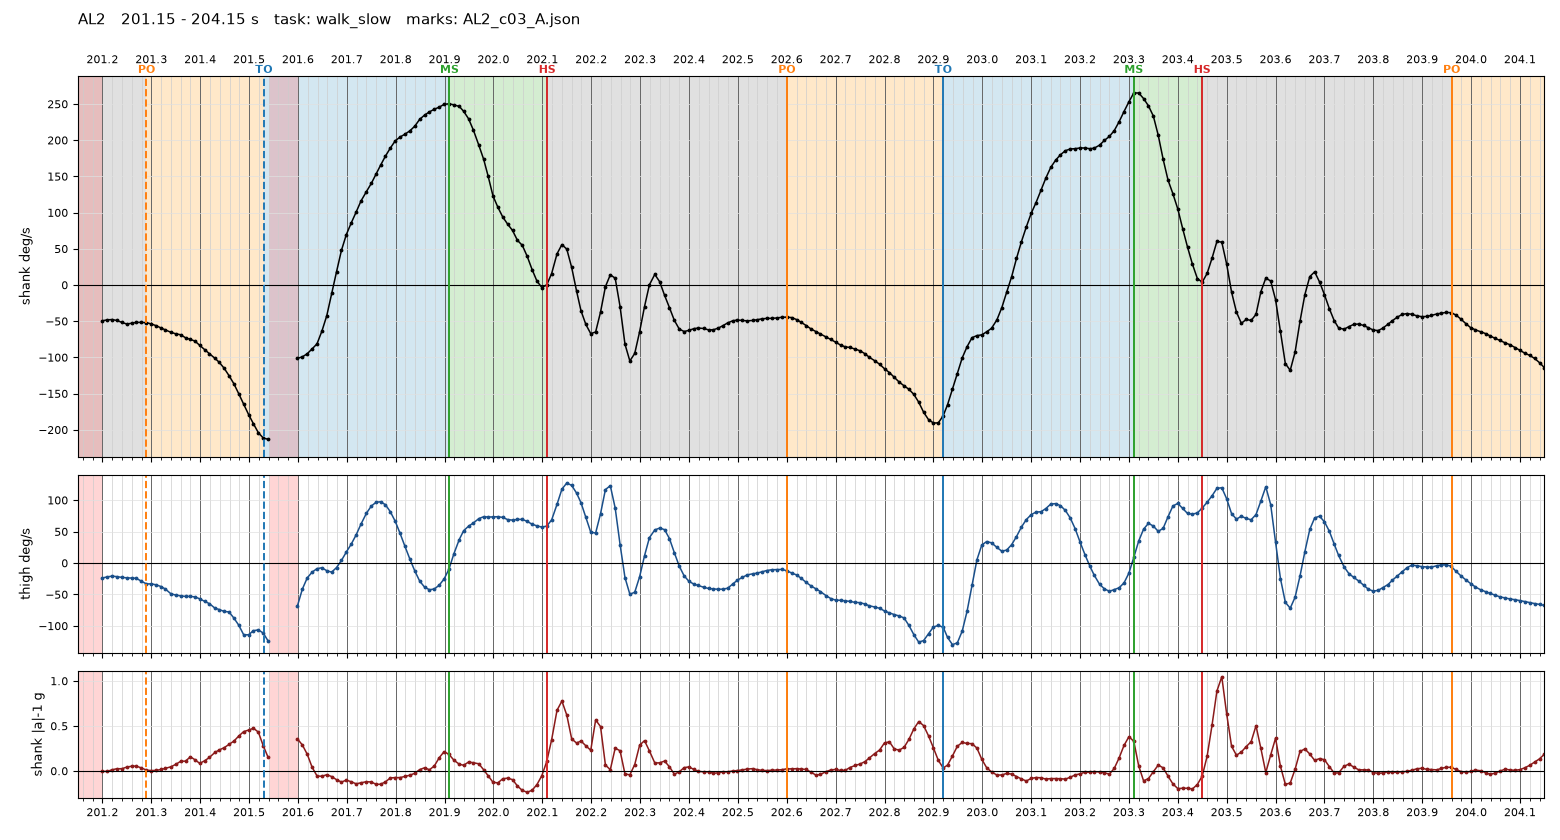 AL2   201.15 - 204.15 s   task: walk_slow   marks: AL2_c03_A.json
201.2 201.3 201.4 201.5 201.6 201.7 201.8 201.9 202.0 202.1 202.2 202.3 202.4 202.5 202.6 202.7 202.8 202.9 203.0 203.1 203.2 203.3 203.4 203.5 203.6 203.7 203.8 203.9 204.0 204.1
PO TO MS HS PO TO MS HS PO
250
200
150
100
50
0
−50
−100
−150
−200
shank deg/s
100
50
0
−50
−100
thigh deg/s
1.0
0.5
0.0
shank |a|-1 g
201.2 201.3 201.4 201.5 201.6 201.7 201.8 201.9 202.0 202.1 202.2 202.3 202.4 202.5 202.6 202.7 202.8 202.9 203.0 203.1 203.2 203.3 203.4 203.5 203.6 203.7 203.8 203.9 204.0 204.1